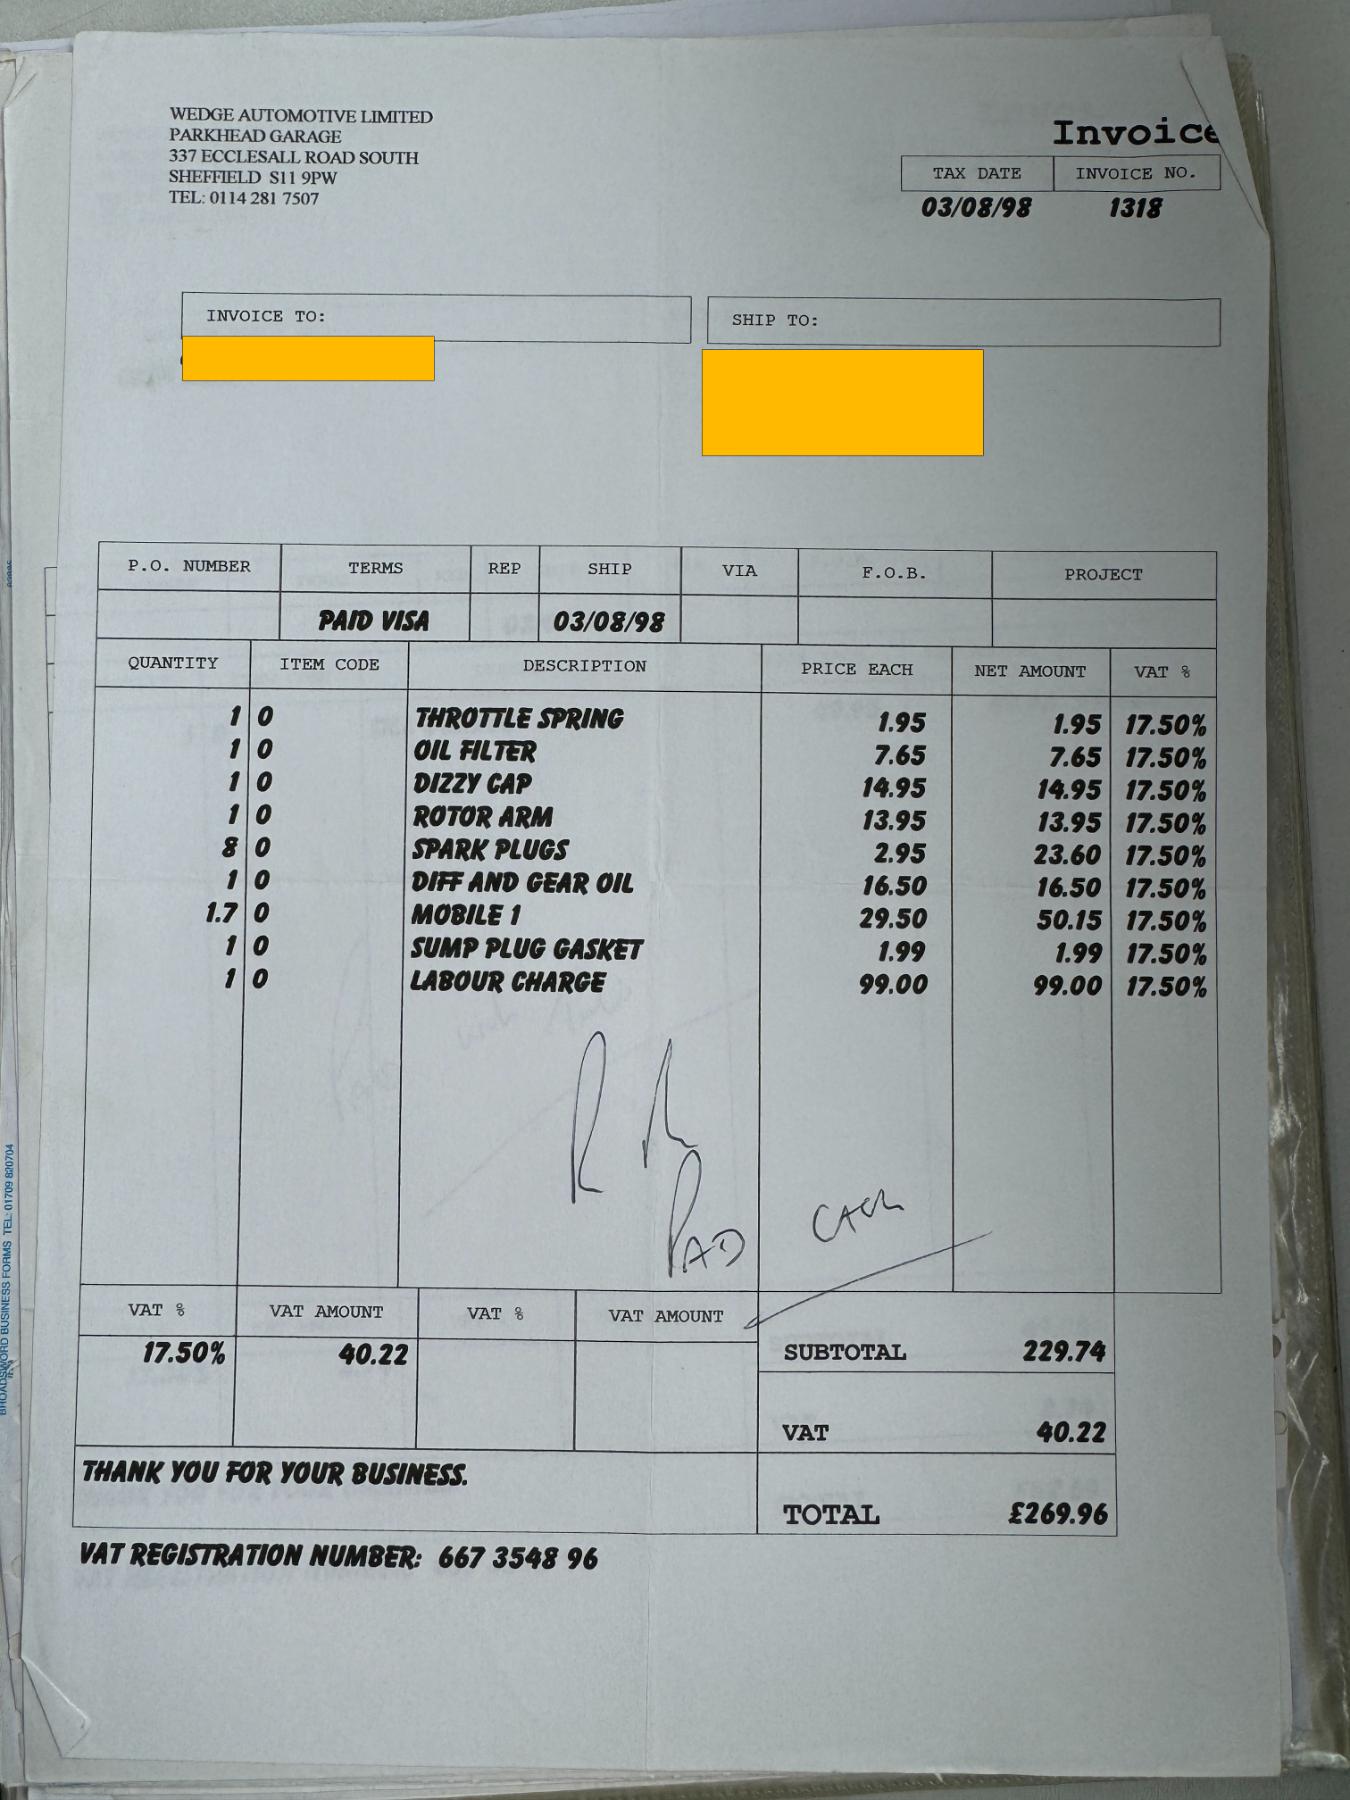 WEDGE AUTOMOTIVE LIMITED
PARKHEAD GARAGE
337 ECCLESALL ROAD SOUTH
SHEFFIELD S11 9PW
TEL: 0114 281 7507
Invoice
TAX DATE INVOICE NO.
03/08/98 1318
INVOICE TO:
SHIP TO:
P.O. NUMBER TERMS REP SHIP VIA F.O.B. PROJECT
PAID VISA 03/08/98
QUANTITY ITEM CODE DESCRIPTION PRICE EACH NET AMOUNT VAT %
1 0 THROTTLE SPRING 1.95 1.95 17.50%
1 0 OIL FILTER 7.65 7.65 17.50%
1 0 DIZZY CAP 14.95 14.95 17.50%
1 0 ROTOR ARM 13.95 13.95 17.50%
8 0 SPARK PLUGS 2.95 23.60 17.50%
1 0 DIFF AND GEAR OIL 16.50 16.50 17.50%
1.7 0 MOBILE 1 29.50 50.15 17.50%
1 0 SUMP PLUG GASKET 1.99 1.99 17.50%
1 0 LABOUR CHARGE 99.00 99.00 17.50%
VAT % VAT AMOUNT VAT % VAT AMOUNT
17.50% 40.22
SUBTOTAL 229.74
VAT 40.22
THANK YOU FOR YOUR BUSINESS.
TOTAL £269.96
VAT REGISTRATION NUMBER: 667 3548 96
BROADSWORD BUSINESS FORMS TEL: 01709 820704